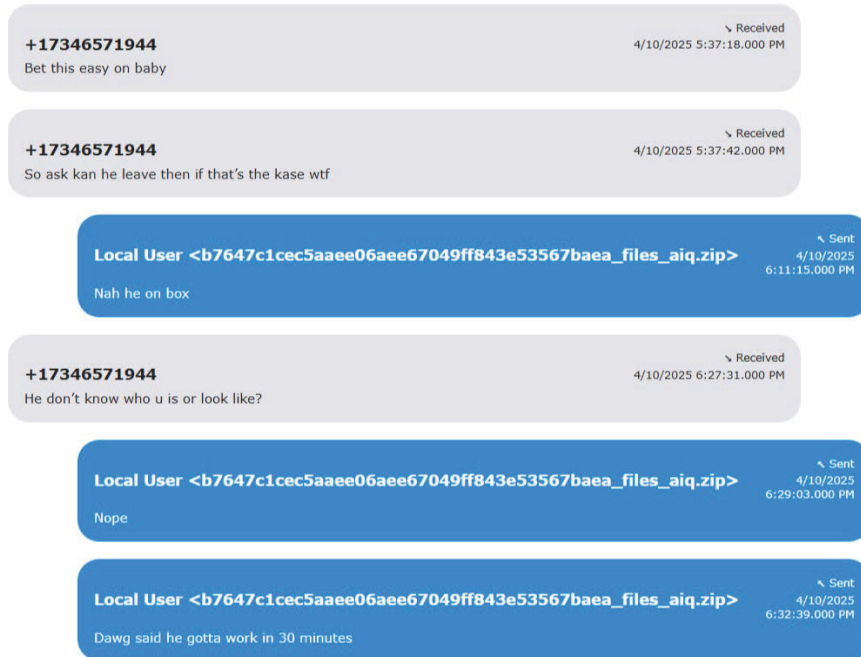 ↘ Received
+17346571944
4/10/2025 5:37:18.000 PM
Bet this easy on baby
↘ Received
+17346571944
4/10/2025 5:37:42.000 PM
So ask kan he leave then if that’s the kase wtf
↖ Sent
Local User <b7647c1cec5aaee06aee67049ff843e53567baea_files_aiq.zip>
4/10/2025
6:11:15.000 PM
Nah he on box
↘ Received
+17346571944
4/10/2025 6:27:31.000 PM
He don’t know who u is or look like?
↖ Sent
Local User <b7647c1cec5aaee06aee67049ff843e53567baea_files_aiq.zip>
4/10/2025
6:29:03.000 PM
Nope
↖ Sent
Local User <b7647c1cec5aaee06aee67049ff843e53567baea_files_aiq.zip>
4/10/2025
6:32:39.000 PM
Dawg said he gotta work in 30 minutes